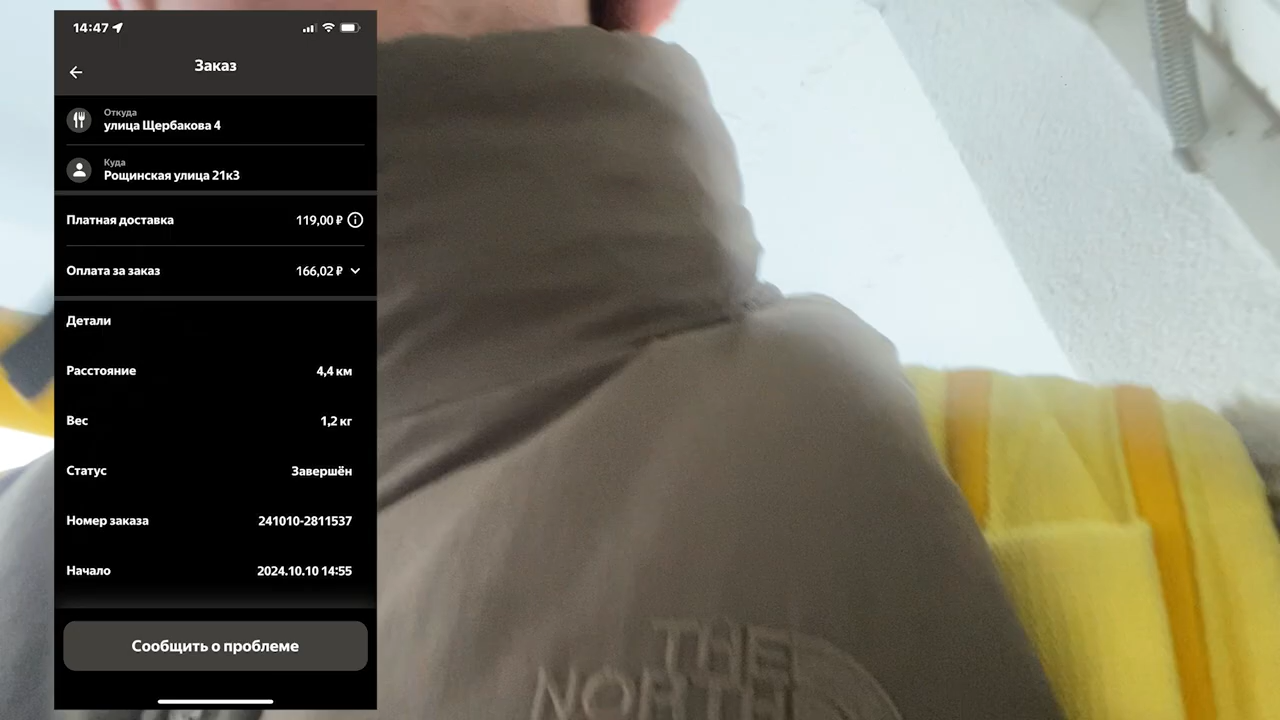 14:47
Заказ
Откуда
улица Щербакова 4
Куда
Рощинская улица 21к3
Платная доставка 119,00 ₽
Оплата за заказ 166,02 ₽
Детали
Расстояние 4,4 км
Вес 1,2 кг
Статус Завершён
Номер заказа 241010-2811537
Начало 2024.10.10 14:55
Сообщить о проблеме
THE
NORTH